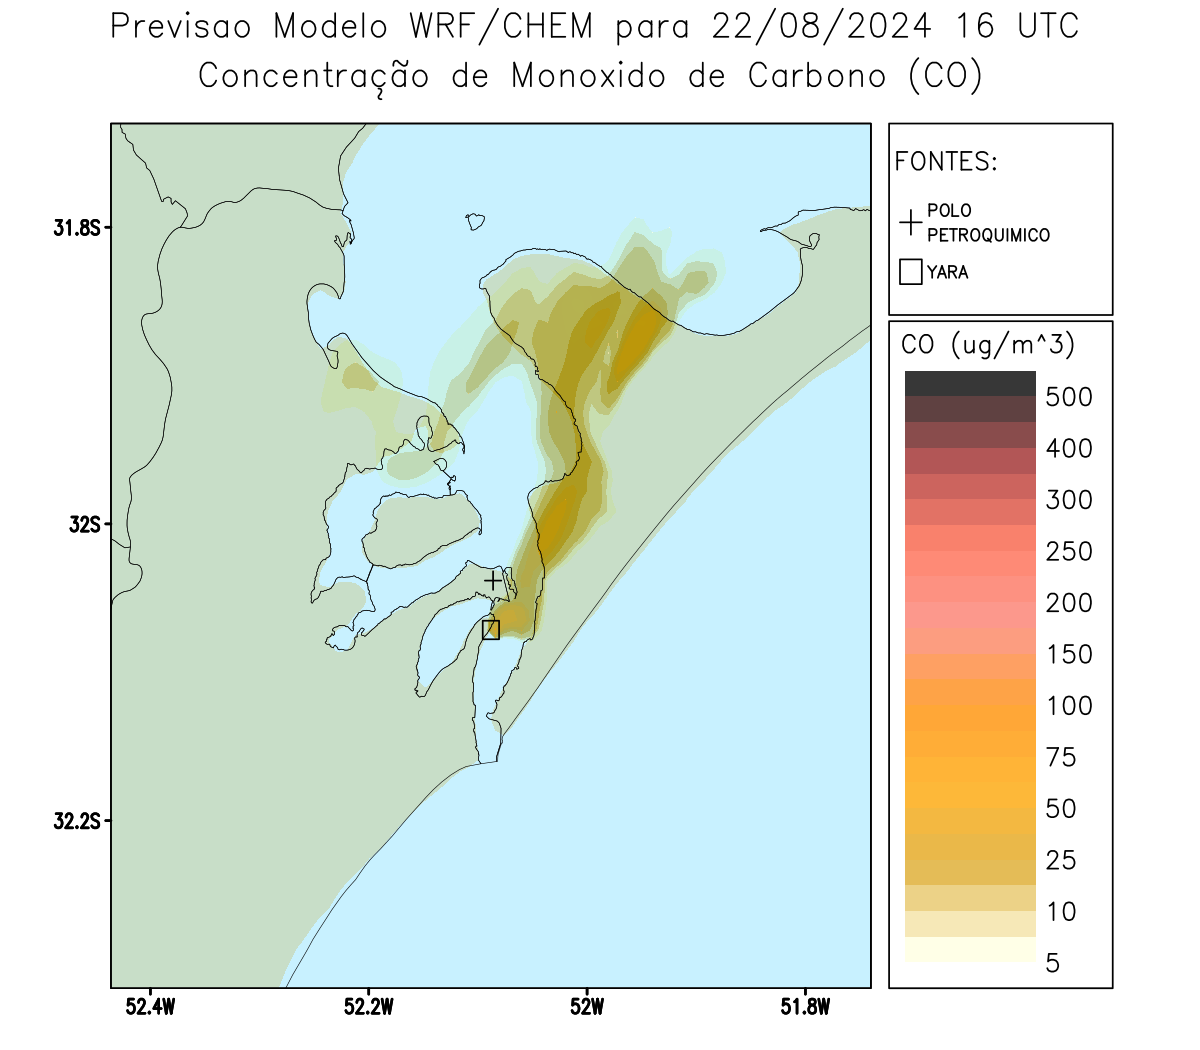 Previsao Modelo WRF/CHEM para 22/08/2024 16 UTC
Concentração de Monoxido de Carbono (CO)
FONTES:
POLO
PETROQUIMICO
YARA
CO (ug/m^3)
500
400
300
250
200
150
100
75
50
25
10
5
31.8S
32S
32.2S
52.4W
52.2W
52W
51.8W